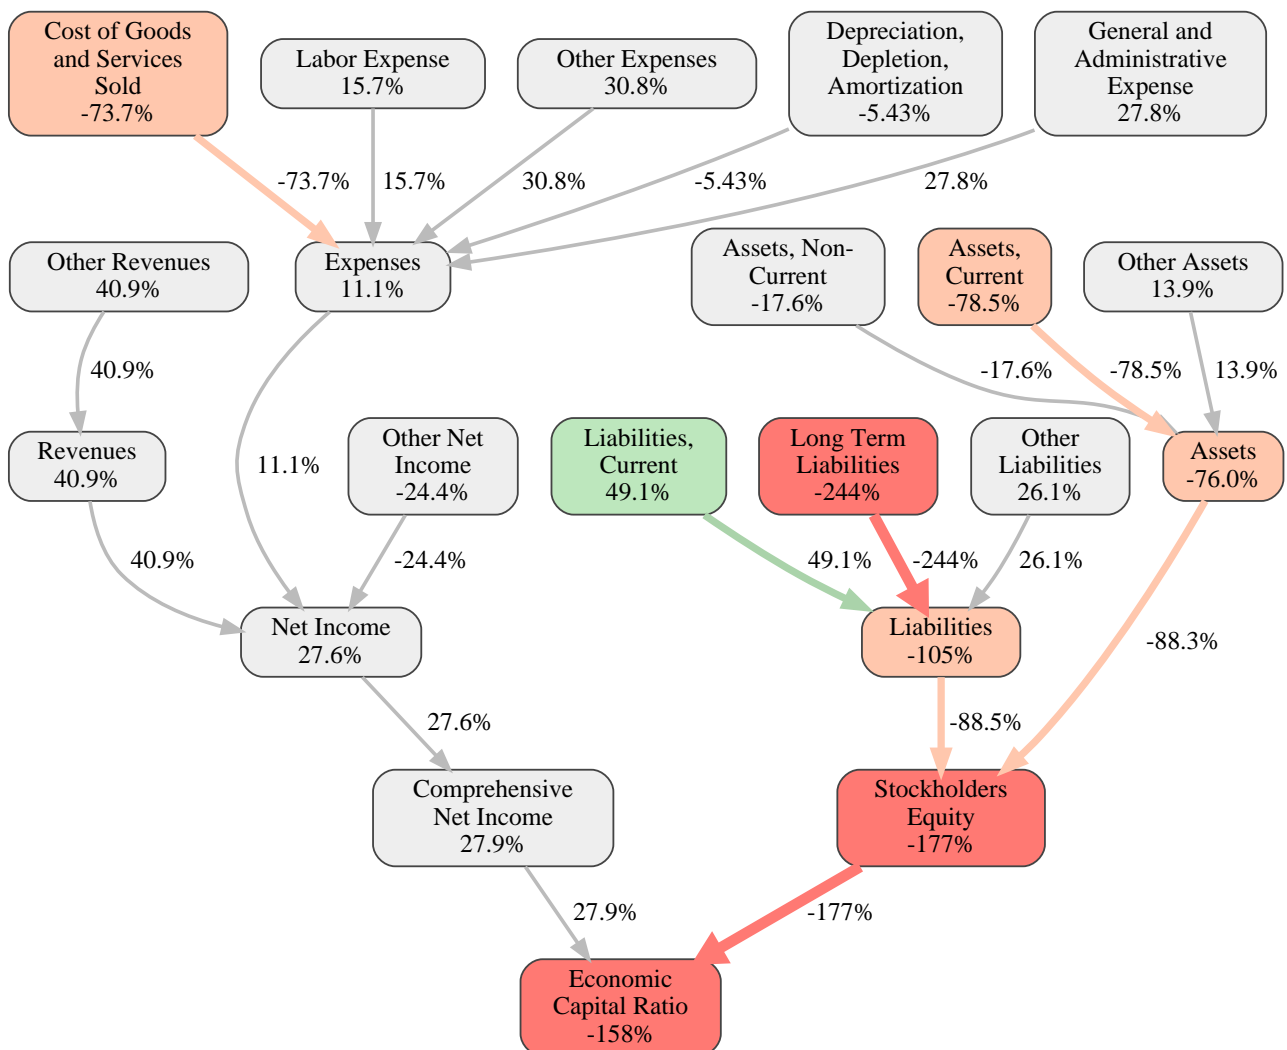 Cost of Goods
and Services
Sold
-73.7%
Labor Expense
15.7%
Other Expenses
30.8%
Depreciation,
Depletion,
Amortization
-5.43%
General and
Administrative
Expense
27.8%
-73.7%
15.7%
30.8%
-5.43%
27.8%
Other Revenues
40.9%
Expenses
11.1%
Assets, Non-
Current
-17.6%
Assets,
Current
-78.5%
Other Assets
13.9%
40.9%
-17.6%
-78.5%
13.9%
Revenues
40.9%
11.1%
Other Net
Income
-24.4%
Liabilities,
Current
49.1%
Long Term
Liabilities
-244%
Other
Liabilities
26.1%
Assets
-76.0%
40.9%
-24.4%
49.1%
-244%
26.1%
Net Income
27.6%
Liabilities
-105%
-88.3%
27.6%
-88.5%
Comprehensive
Net Income
27.9%
Stockholders
Equity
-177%
27.9%
-177%
Economic
Capital Ratio
-158%